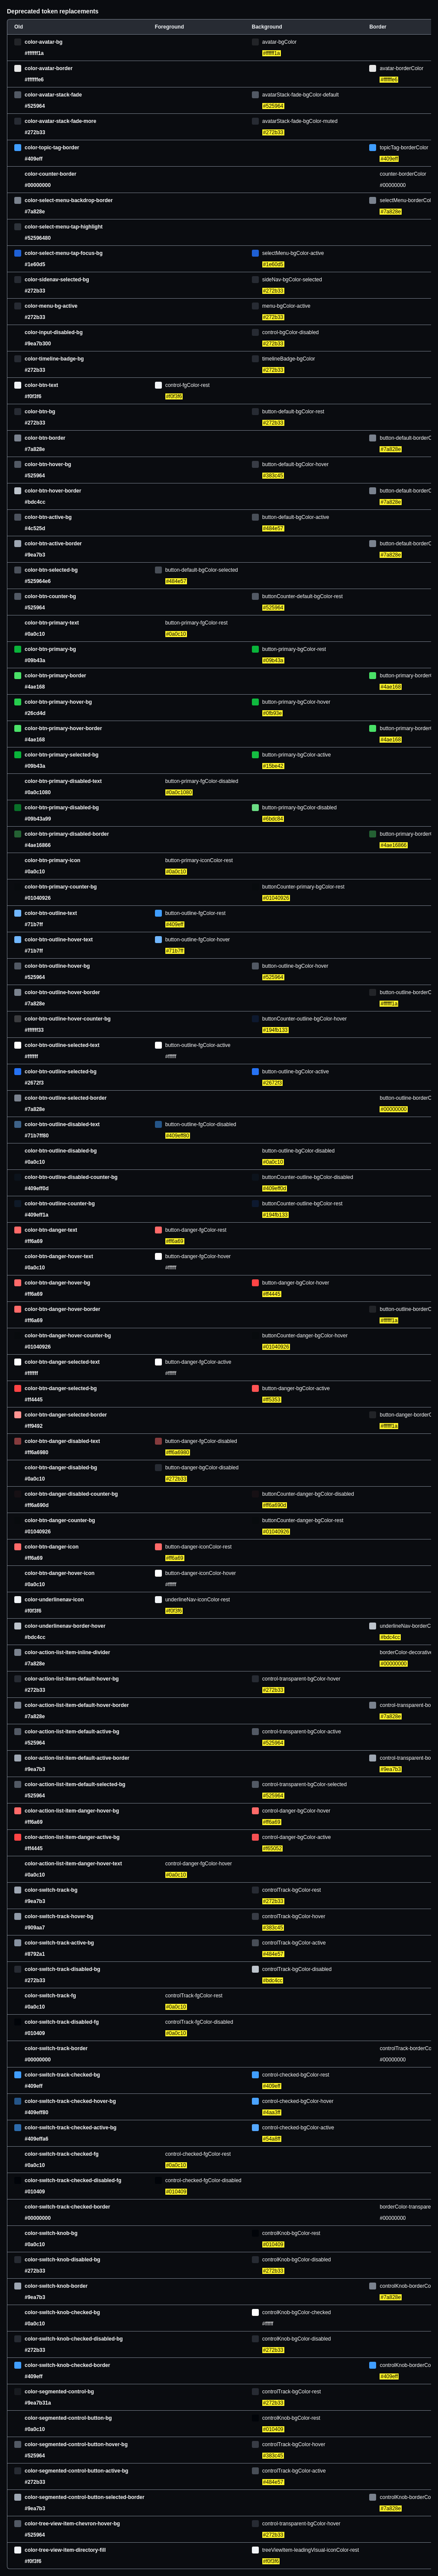 Deprecated token replacements
Old Foreground Background Border
color-avatar-bg avatar-bgColor
#ffffff1a #ffffff1a
color-avatar-border avatar-borderColor
#ffffffe6 #ffffffe6
color-avatar-stack-fade avatarStack-fade-bgColor-default
#525964 #525964
color-avatar-stack-fade-more avatarStack-fade-bgColor-muted
#272b33 #272b33
color-topic-tag-border topicTag-borderColor
#409eff #409eff
color-counter-border counter-borderColor
#00000000 #00000000
color-select-menu-backdrop-border selectMenu-borderCol
#7a828e #7a828e
color-select-menu-tap-highlight
#52596480
color-select-menu-tap-focus-bg selectMenu-bgColor-active
#1e60d5 #1e60d5
color-sidenav-selected-bg sideNav-bgColor-selected
#272b33 #272b33
color-menu-bg-active menu-bgColor-active
#272b33 #272b33
color-input-disabled-bg control-bgColor-disabled
#9ea7b300 #272b33
color-timeline-badge-bg timelineBadge-bgColor
#272b33 #272b33
color-btn-text control-fgColor-rest
#f0f3f6 #f0f3f6
color-btn-bg button-default-bgColor-rest
#272b33 #272b33
color-btn-border button-default-borderC
#7a828e #7a828e
color-btn-hover-bg button-default-bgColor-hover
#525964 #383c45
color-btn-hover-border button-default-borderC
#bdc4cc #7a828e
color-btn-active-bg button-default-bgColor-active
#4c525d #484e57
color-btn-active-border button-default-borderC
#9ea7b3 #7a828e
color-btn-selected-bg button-default-bgColor-selected
#525964e6 #484e57
color-btn-counter-bg buttonCounter-default-bgColor-rest
#525964 #525964
color-btn-primary-text button-primary-fgColor-rest
#0a0c10 #0a0c10
color-btn-primary-bg button-primary-bgColor-rest
#09b43a #09b43a
color-btn-primary-border button-primary-border
#4ae168 #4ae168
color-btn-primary-hover-bg button-primary-bgColor-hover
#26cd4d #0fb93e
color-btn-primary-hover-border button-primary-border
#4ae168 #4ae168
color-btn-primary-selected-bg button-primary-bgColor-active
#09b43a #15be42
color-btn-primary-disabled-text button-primary-fgColor-disabled
#0a0c1080 #0a0c1080
color-btn-primary-disabled-bg button-primary-bgColor-disabled
#09b43a99 #6bdc84
color-btn-primary-disabled-border button-primary-border
#4ae16866 #4ae16866
color-btn-primary-icon button-primary-iconColor-rest
#0a0c10 #0a0c10
color-btn-primary-counter-bg buttonCounter-primary-bgColor-rest
#01040926 #01040926
color-btn-outline-text button-outline-fgColor-rest
#71b7ff #409eff
color-btn-outline-hover-text button-outline-fgColor-hover
#71b7ff #71b7ff
color-btn-outline-hover-bg button-outline-bgColor-hover
#525964 #525964
color-btn-outline-hover-border button-outline-borderC
#7a828e #ffffff1a
color-btn-outline-hover-counter-bg buttonCounter-outline-bgColor-hover
#ffffff33 #194fb133
color-btn-outline-selected-text button-outline-fgColor-active
#ffffff #ffffff
color-btn-outline-selected-bg button-outline-bgColor-active
#2672f3 #2672f3
color-btn-outline-selected-border button-outline-borderC
#7a828e #00000000
color-btn-outline-disabled-text button-outline-fgColor-disabled
#71b7ff80 #409eff80
color-btn-outline-disabled-bg button-outline-bgColor-disabled
#0a0c10 #0a0c10
color-btn-outline-disabled-counter-bg buttonCounter-outline-bgColor-disabled
#409eff0d #409eff0d
color-btn-outline-counter-bg buttonCounter-outline-bgColor-rest
#409eff1a #194fb133
color-btn-danger-text button-danger-fgColor-rest
#ff6a69 #ff6a69
color-btn-danger-hover-text button-danger-fgColor-hover
#0a0c10 #ffffff
color-btn-danger-hover-bg button-danger-bgColor-hover
#ff6a69 #ff4445
color-btn-danger-hover-border button-outline-borderC
#ff6a69 #ffffff1a
color-btn-danger-hover-counter-bg buttonCounter-danger-bgColor-hover
#01040926 #01040926
color-btn-danger-selected-text button-danger-fgColor-active
#ffffff #ffffff
color-btn-danger-selected-bg button-danger-bgColor-active
#ff4445 #ff5353
color-btn-danger-selected-border button-danger-borderC
#ff9492 #ffffff1a
color-btn-danger-disabled-text button-danger-fgColor-disabled
#ff6a6980 #ff6a6980
color-btn-danger-disabled-bg button-danger-bgColor-disabled
#0a0c10 #272b33
color-btn-danger-disabled-counter-bg buttonCounter-danger-bgColor-disabled
#ff6a690d #ff6a690d
color-btn-danger-counter-bg buttonCounter-danger-bgColor-rest
#01040926 #01040926
color-btn-danger-icon button-danger-iconColor-rest
#ff6a69 #ff6a69
color-btn-danger-hover-icon button-danger-iconColor-hover
#0a0c10 #ffffff
color-underlinenav-icon underlineNav-iconColor-rest
#f0f3f6 #f0f3f6
color-underlinenav-border-hover underlineNav-borderC
#bdc4cc #bdc4cc
color-action-list-item-inline-divider borderColor-decorative
#7a828e #00000000
color-action-list-item-default-hover-bg control-transparent-bgColor-hover
#272b33 #272b33
color-action-list-item-default-hover-border control-transparent-bo
#7a828e #7a828e
color-action-list-item-default-active-bg control-transparent-bgColor-active
#525964 #525964
color-action-list-item-default-active-border control-transparent-bo
#9ea7b3 #9ea7b3
color-action-list-item-default-selected-bg control-transparent-bgColor-selected
#525964 #525964
color-action-list-item-danger-hover-bg control-danger-bgColor-hover
#ff6a69 #ff6a69
color-action-list-item-danger-active-bg control-danger-bgColor-active
#ff4445 #f65052
color-action-list-item-danger-hover-text control-danger-fgColor-hover
#0a0c10 #0a0c10
color-switch-track-bg controlTrack-bgColor-rest
#9ea7b3 #272b33
color-switch-track-hover-bg controlTrack-bgColor-hover
#909aa7 #383c45
color-switch-track-active-bg controlTrack-bgColor-active
#8792a1 #484e57
color-switch-track-disabled-bg controlTrack-bgColor-disabled
#272b33 #bdc4cc
color-switch-track-fg controlTrack-fgColor-rest
#0a0c10 #0a0c10
color-switch-track-disabled-fg controlTrack-fgColor-disabled
#010409 #0a0c10
color-switch-track-border controlTrack-borderCo
#00000000 #00000000
color-switch-track-checked-bg control-checked-bgColor-rest
#409eff #409eff
color-switch-track-checked-hover-bg control-checked-bgColor-hover
#409eff80 #4aa3ff
color-switch-track-checked-active-bg control-checked-bgColor-active
#409effa6 #54a8ff
color-switch-track-checked-fg control-checked-fgColor-rest
#0a0c10 #0a0c10
color-switch-track-checked-disabled-fg control-checked-fgColor-disabled
#010409 #010409
color-switch-track-checked-border borderColor-transpare
#00000000 #00000000
color-switch-knob-bg controlKnob-bgColor-rest
#0a0c10 #010409
color-switch-knob-disabled-bg controlKnob-bgColor-disabled
#272b33 #272b33
color-switch-knob-border controlKnob-borderCo
#9ea7b3 #7a828e
color-switch-knob-checked-bg controlKnob-bgColor-checked
#0a0c10 #ffffff
color-switch-knob-checked-disabled-bg controlKnob-bgColor-disabled
#272b33 #272b33
color-switch-knob-checked-border controlKnob-borderCo
#409eff #409eff
color-segmented-control-bg controlTrack-bgColor-rest
#9ea7b31a #272b33
color-segmented-control-button-bg controlKnob-bgColor-rest
#0a0c10 #010409
color-segmented-control-button-hover-bg controlTrack-bgColor-hover
#525964 #383c45
color-segmented-control-button-active-bg controlTrack-bgColor-active
#272b33 #484e57
color-segmented-control-button-selected-border controlKnob-borderCo
#9ea7b3 #7a828e
color-tree-view-item-chevron-hover-bg control-transparent-bgColor-hover
#525964 #272b33
color-tree-view-item-directory-fill treeViewItem-leadingVisual-iconColor-rest
#f0f3f6 #f0f3f6